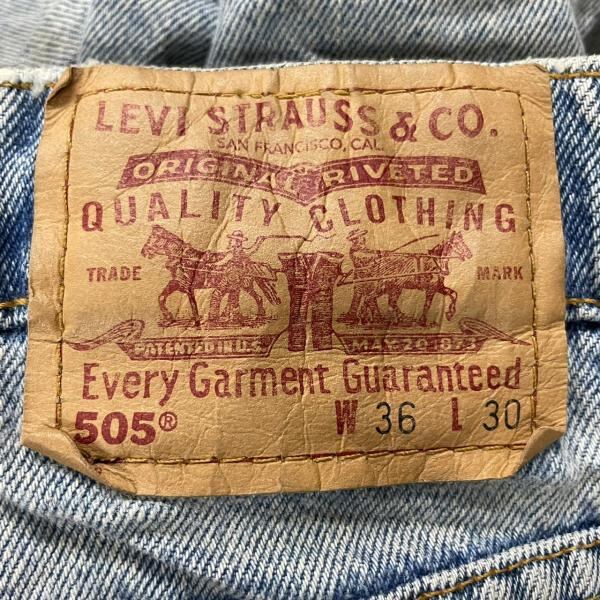 LEVI STRAUSS & CO.
SAN FRANCISCO, CAL.
ORIGINAL RIVETED
QUALITY CLOTHING
TRADE MARK
PATENTED IN U.S. MAY 20 1873
Every Garment Guaranteed
505® W 36 L 30